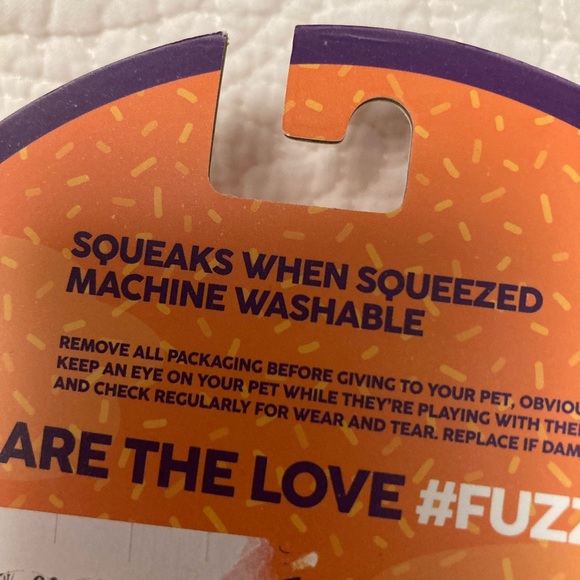 SQUEAKS WHEN SQUEEZED
MACHINE WASHABLE
REMOVE ALL PACKAGING BEFORE GIVING TO YOUR PET, OBVIOU
KEEP AN EYE ON YOUR PET WHILE THEY'RE PLAYING WITH THE
AND CHECK REGULARLY FOR WEAR AND TEAR. REPLACE IF DAM
ARE THE LOVE #FUZZ